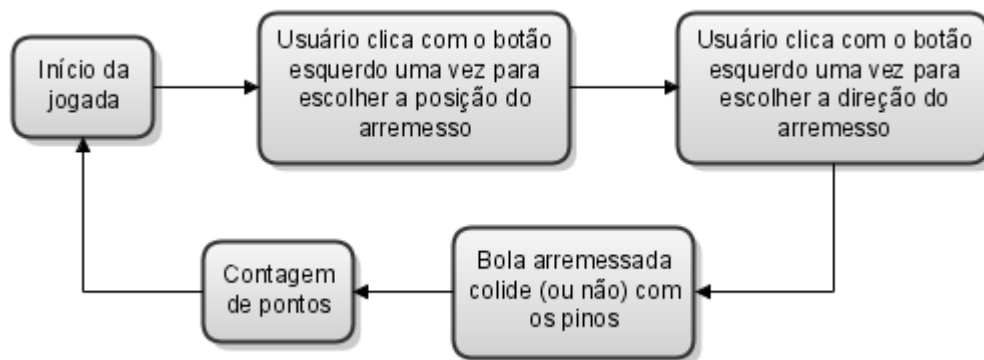 Início da
jogada
Usuário clica com o botão
esquerdo uma vez para
escolher a posição do
arremesso
Usuário clica com o botão
esquerdo uma vez para
escolher a direção do
arremesso
Bola arremessada
colide (ou não) com
os pinos
Contagem
de pontos